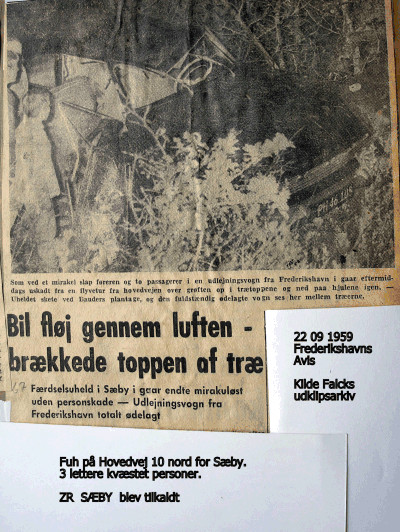 Som ved et mirakel slap føreren og to passagerer i en udlejningsvogn fra Frederikshavn i gaar eftermid-
dags uskadt fra en flyvetur fra hovedvejen over grøften op i trætoppene og ned paa hjulene igen. —
Uheldet skete ved Bauders plantage, og den fuldstændig ødelagte vogn ses her mellem træerne.
Bil fløj gennem luften -
brækkede toppen af træ
Færdselsuheld i Sæby i gaar endte mirakuløst
uden personskade — Udlejningsvogn fra
Frederikshavn totalt ødelagt
22 09 1959
Frederikshavns
Avis
Kilde Falcks
udklipsarkiv
Fuh på Hovedvej 10 nord for Sæby.
3 lettere kvæstet personer.
ZR SÆBY blev tilkaldt